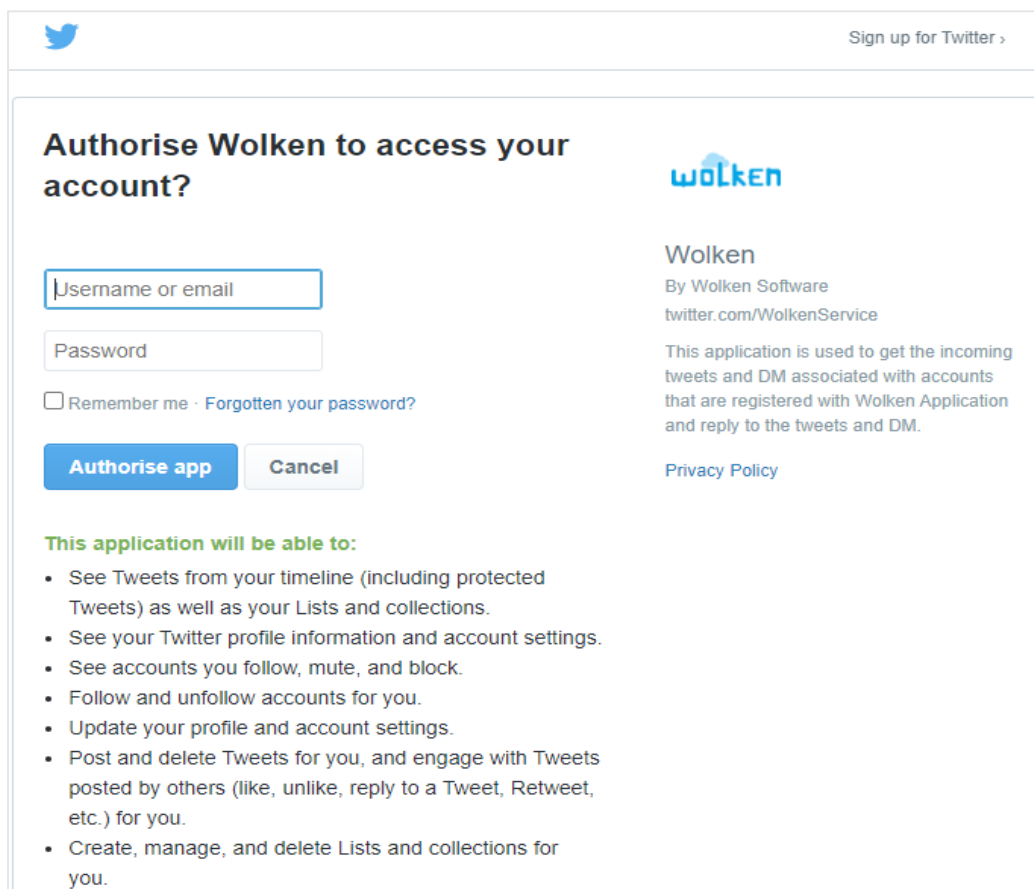 Sign up for Twitter ›
Authorise Wolken to access your
account?
Username or email
Password
Remember me · Forgotten your password?
Authorise app
Cancel
This application will be able to:
• See Tweets from your timeline (including protected
Tweets) as well as your Lists and collections.
• See your Twitter profile information and account settings.
• See accounts you follow, mute, and block.
• Follow and unfollow accounts for you.
• Update your profile and account settings.
• Post and delete Tweets for you, and engage with Tweets
posted by others (like, unlike, reply to a Tweet, Retweet,
etc.) for you.
• Create, manage, and delete Lists and collections for
you.
wolken
Wolken
By Wolken Software
twitter.com/WolkenService
This application is used to get the incoming
tweets and DM associated with accounts
that are registered with Wolken Application
and reply to the tweets and DM.
Privacy Policy